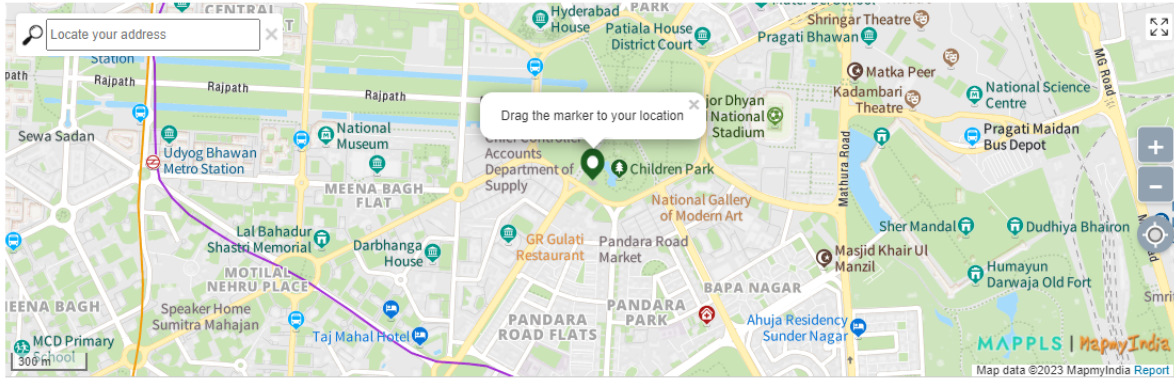 CENTRAL
PARK
Locate your address
Hyderabad
House
Patiala House
District Court
Shringar Theatre
Pragati Bhawan
Station
path
Rajpath
Rajpath
Rajpath
Matka Peer
Kadambari
Theatre
MG Road
National Science
Centre
Drag the marker to your location
jor Dhyan
National
Stadium
Sewa Sadan
National
Museum
Pragati Maidan
Bus Depot
Udyog Bhawan
Metro Station
Accounts
Department of
Supply
Children Park
MEENA BAGH
FLAT
Mathura Road
National Gallery
of Modern Art
Lal Bahadur
Shastri Memorial
Darbhanga
House
GR Gulati
Restaurant
Pandara Road
Market
Sher Mandal
Dudhiya Bhairon
Masjid Khair Ul
Manzil
MOTILAL
NEHRU PLACE
Humayun
Darwaja Old Fort
MEENA BAGH
Speaker Home
Sumitra Mahajan
BAPA NAGAR
PANDARA
PARK
PANDARA
ROAD FLATS
Smri
Taj Mahal Hotel
Ahuja Residency
Sunder Nagar
MCD Primary
School
300 m
MAPPLS | MapmyIndia
Map data ©2023 MapmyIndia Report